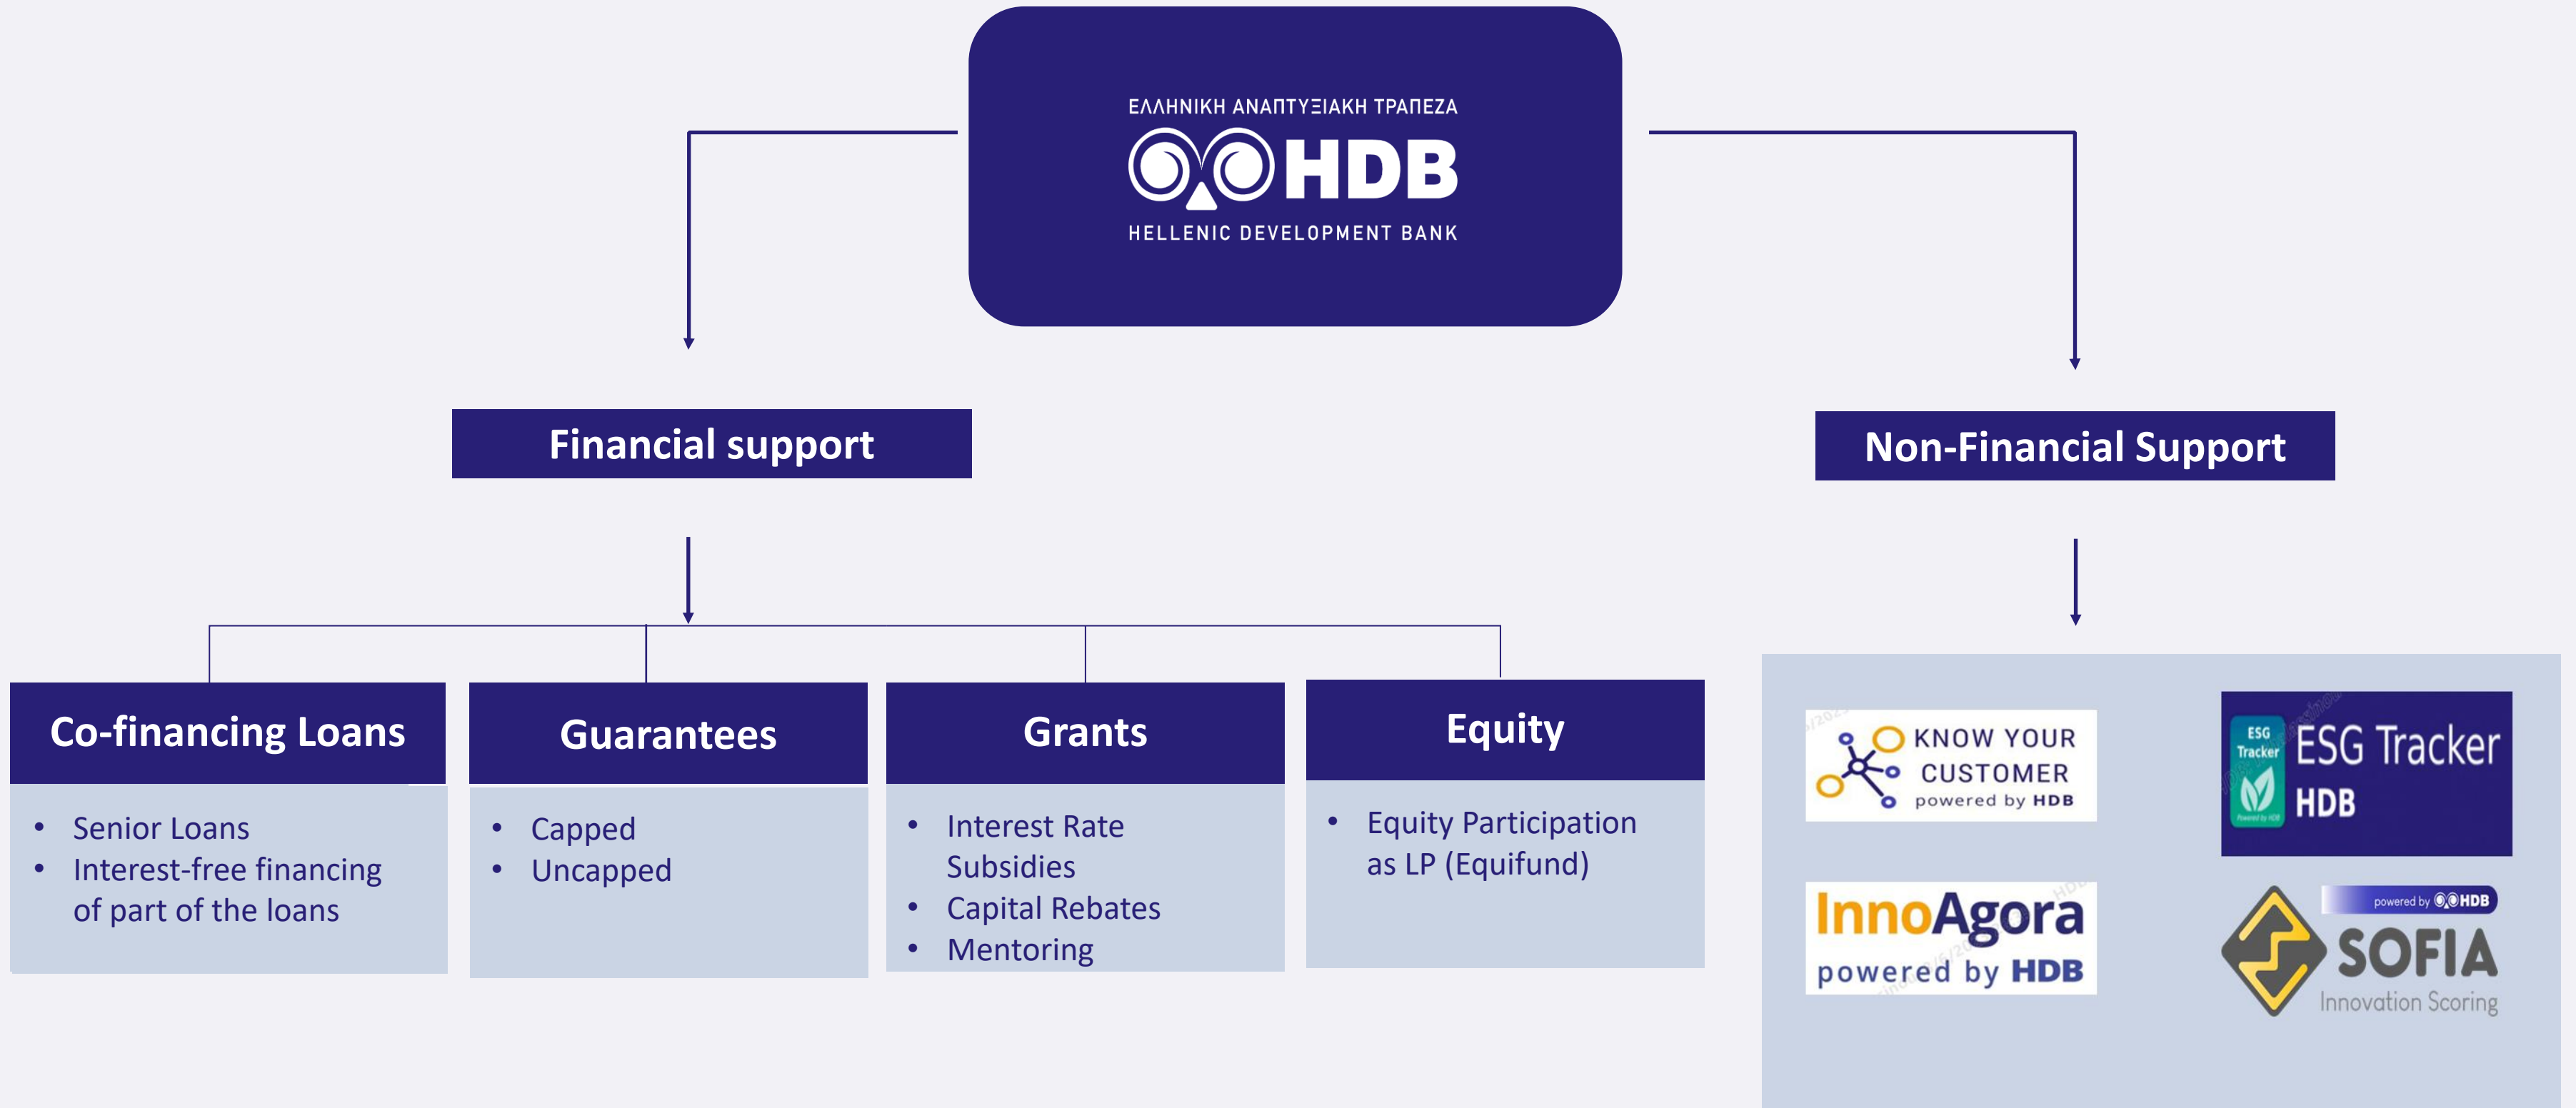 ΕΛΛΗΝΙΚΗ ΑΝΑΠΤΥΞΙΑΚΗ ΤΡΑΠΕΖΑ
HDB
HELLENIC DEVELOPMENT BANK
Financial support
Non-Financial Support
Co-financing Loans
• Senior Loans
• Interest-free financing
of part of the loans
Guarantees
• Capped
• Uncapped
Grants
• Interest Rate
Subsidies
• Capital Rebates
• Mentoring
Equity
• Equity Participation
as LP (Equifund)
KNOW YOUR
CUSTOMER
powered by HDB
ESG
Tracker
Powered by HDB
ESG Tracker
HDB
InnoAgora
powered by HDB
powered by HDB
SOFIA
Innovation Scoring